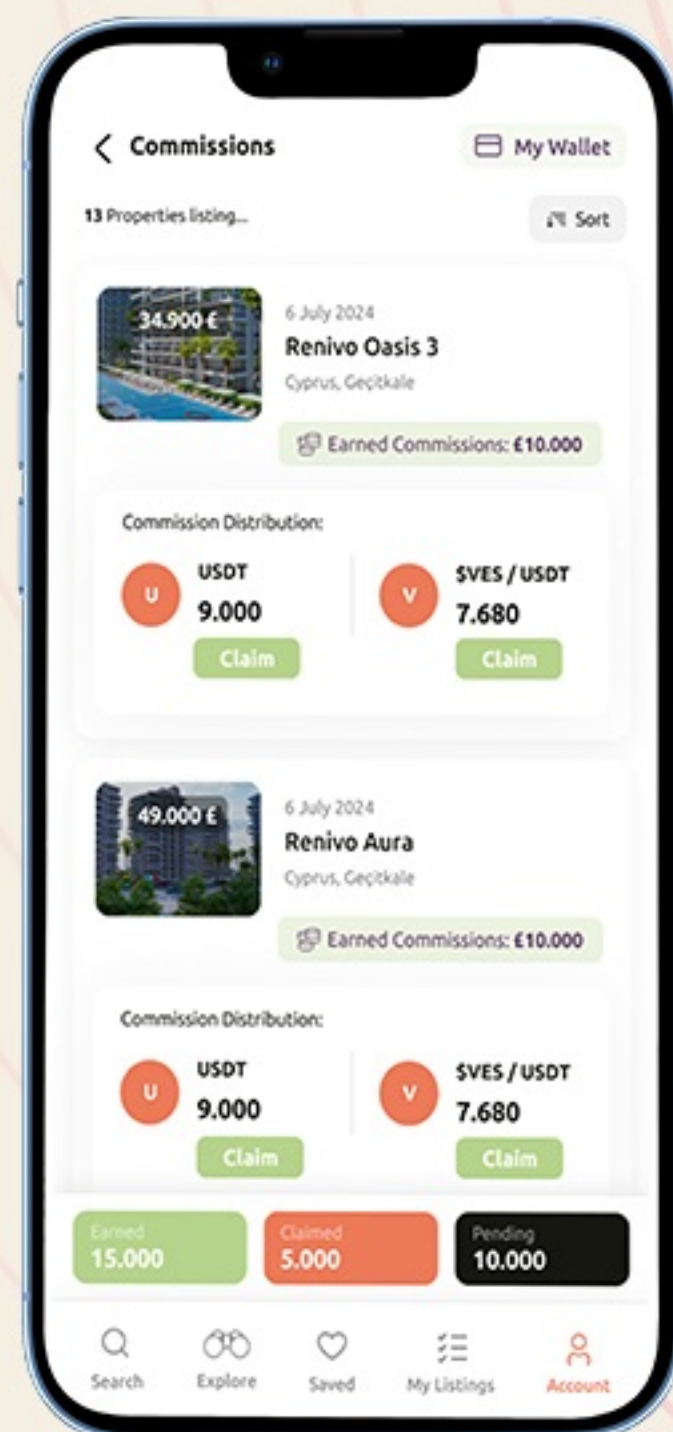 Commissions
My Wallet
13 Properties listing...
Sort
34.900 £
6 July 2024
Renivo Oasis 3
Cyprus, Geçitkale
Earned Commissions: £10.000
Commission Distribution:
U
USDT
9.000
Claim
V
$VES / USDT
7.680
Claim
49.000 £
6 July 2024
Renivo Aura
Cyprus, Geçitkale
Earned Commissions: £10.000
Commission Distribution:
U
USDT
9.000
Claim
V
$VES / USDT
7.680
Claim
Earned
15.000
Claimed
5.000
Pending
10.000
Search
Explore
Saved
My Listings
Account